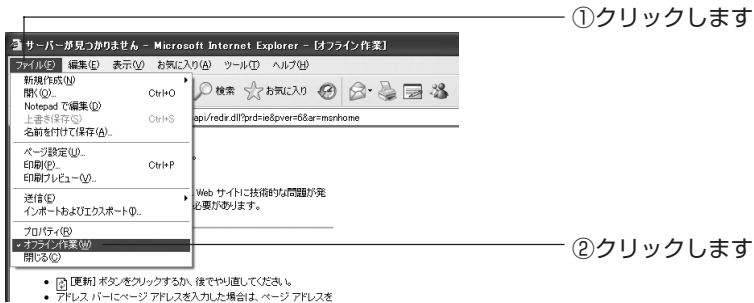 ①クリックします
サーバーが見つかりません - Microsoft Internet Explorer - [オフライン作業]
ファイル(F) 編集(E) 表示(V) お気に入り(A) ツール(T) ヘルプ(H)
新規作成(N)
開く(O)... Ctrl+O
検索 お気に入り
Notepad で編集(D)
上書き保存(S) Ctrl+S
api/redir.dll?prd=ie&pver=6&ar=msnhome
名前を付けて保存(A)...
ページ設定(U)...
印刷(P)... Ctrl+P
印刷プレビュー(V)...
送信(E)
Web サイトに技術的な問題が発
インポートおよびエクスポート(I)...
必要があります。
プロパティ(R)
オフライン作業(W)
②クリックします
閉じる(C)
• [更新] ボタンをクリックするか、後でやり直してください。
• アドレス バーにページ アドレスを入力した場合は、ページ アドレスを